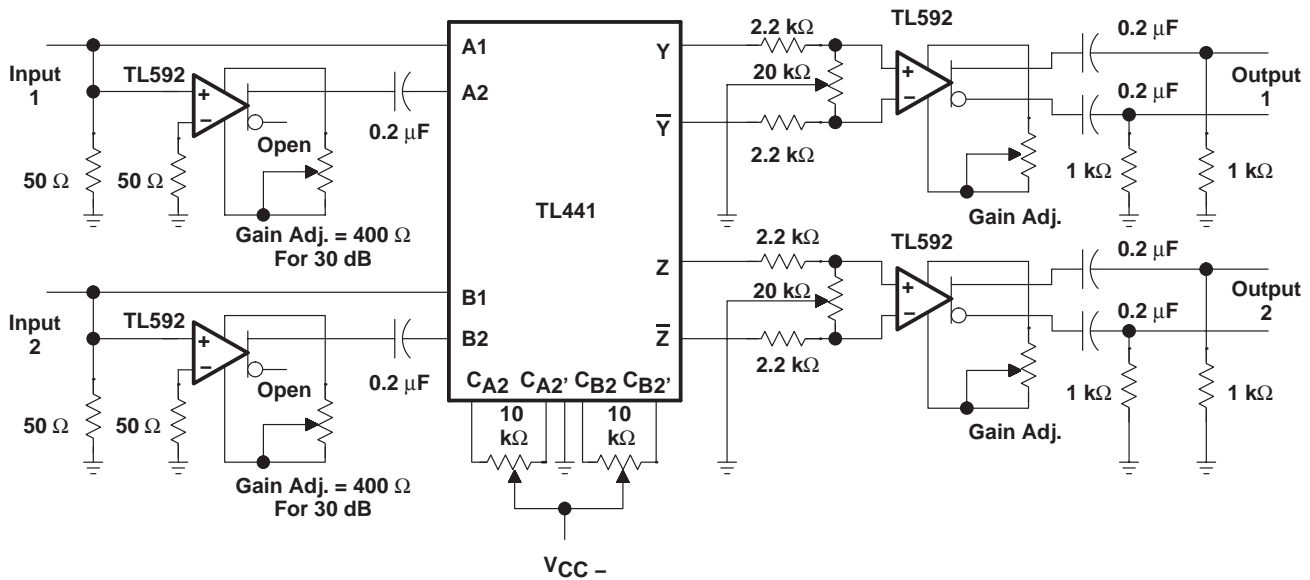 TL592
2.2 kΩ
0.2 µF
Input
1
TL592
A1
A2
Y
20 kΩ
+
−
0.2 µF
Output
1
+
−
Open
0.2 µF
Y
2.2 kΩ
50 Ω
50 Ω
1 kΩ
1 kΩ
Gain Adj. = 400 Ω
For 30 dB
TL441
Gain Adj.
2.2 kΩ
TL592
0.2 µF
Input
2
TL592
B1
B2
Z
20 kΩ
+
−
0.2 µF
Output
2
+
−
Open
0.2 µF
Z
2.2 kΩ
CA2 CA2’ CB2 CB2’
50 Ω
50 Ω
10
kΩ
10
kΩ
1 kΩ
1 kΩ
Gain Adj.
Gain Adj. = 400 Ω
For 30 dB
VCC –